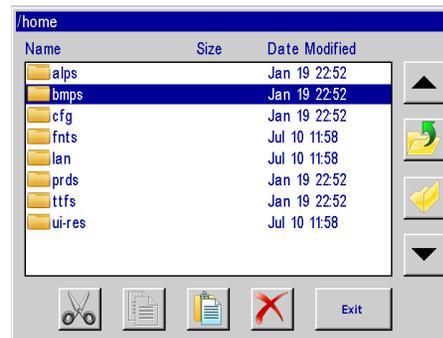 /home
Name Size Date Modified
alps Jan 19 22:52
bmps Jan 19 22:52
cfg Jan 19 22:52
fnts Jul 10 11:58
lan Jul 10 11:58
prds Jan 19 22:52
ttfs Jan 19 22:52
ui-res Jul 10 11:58
Exit